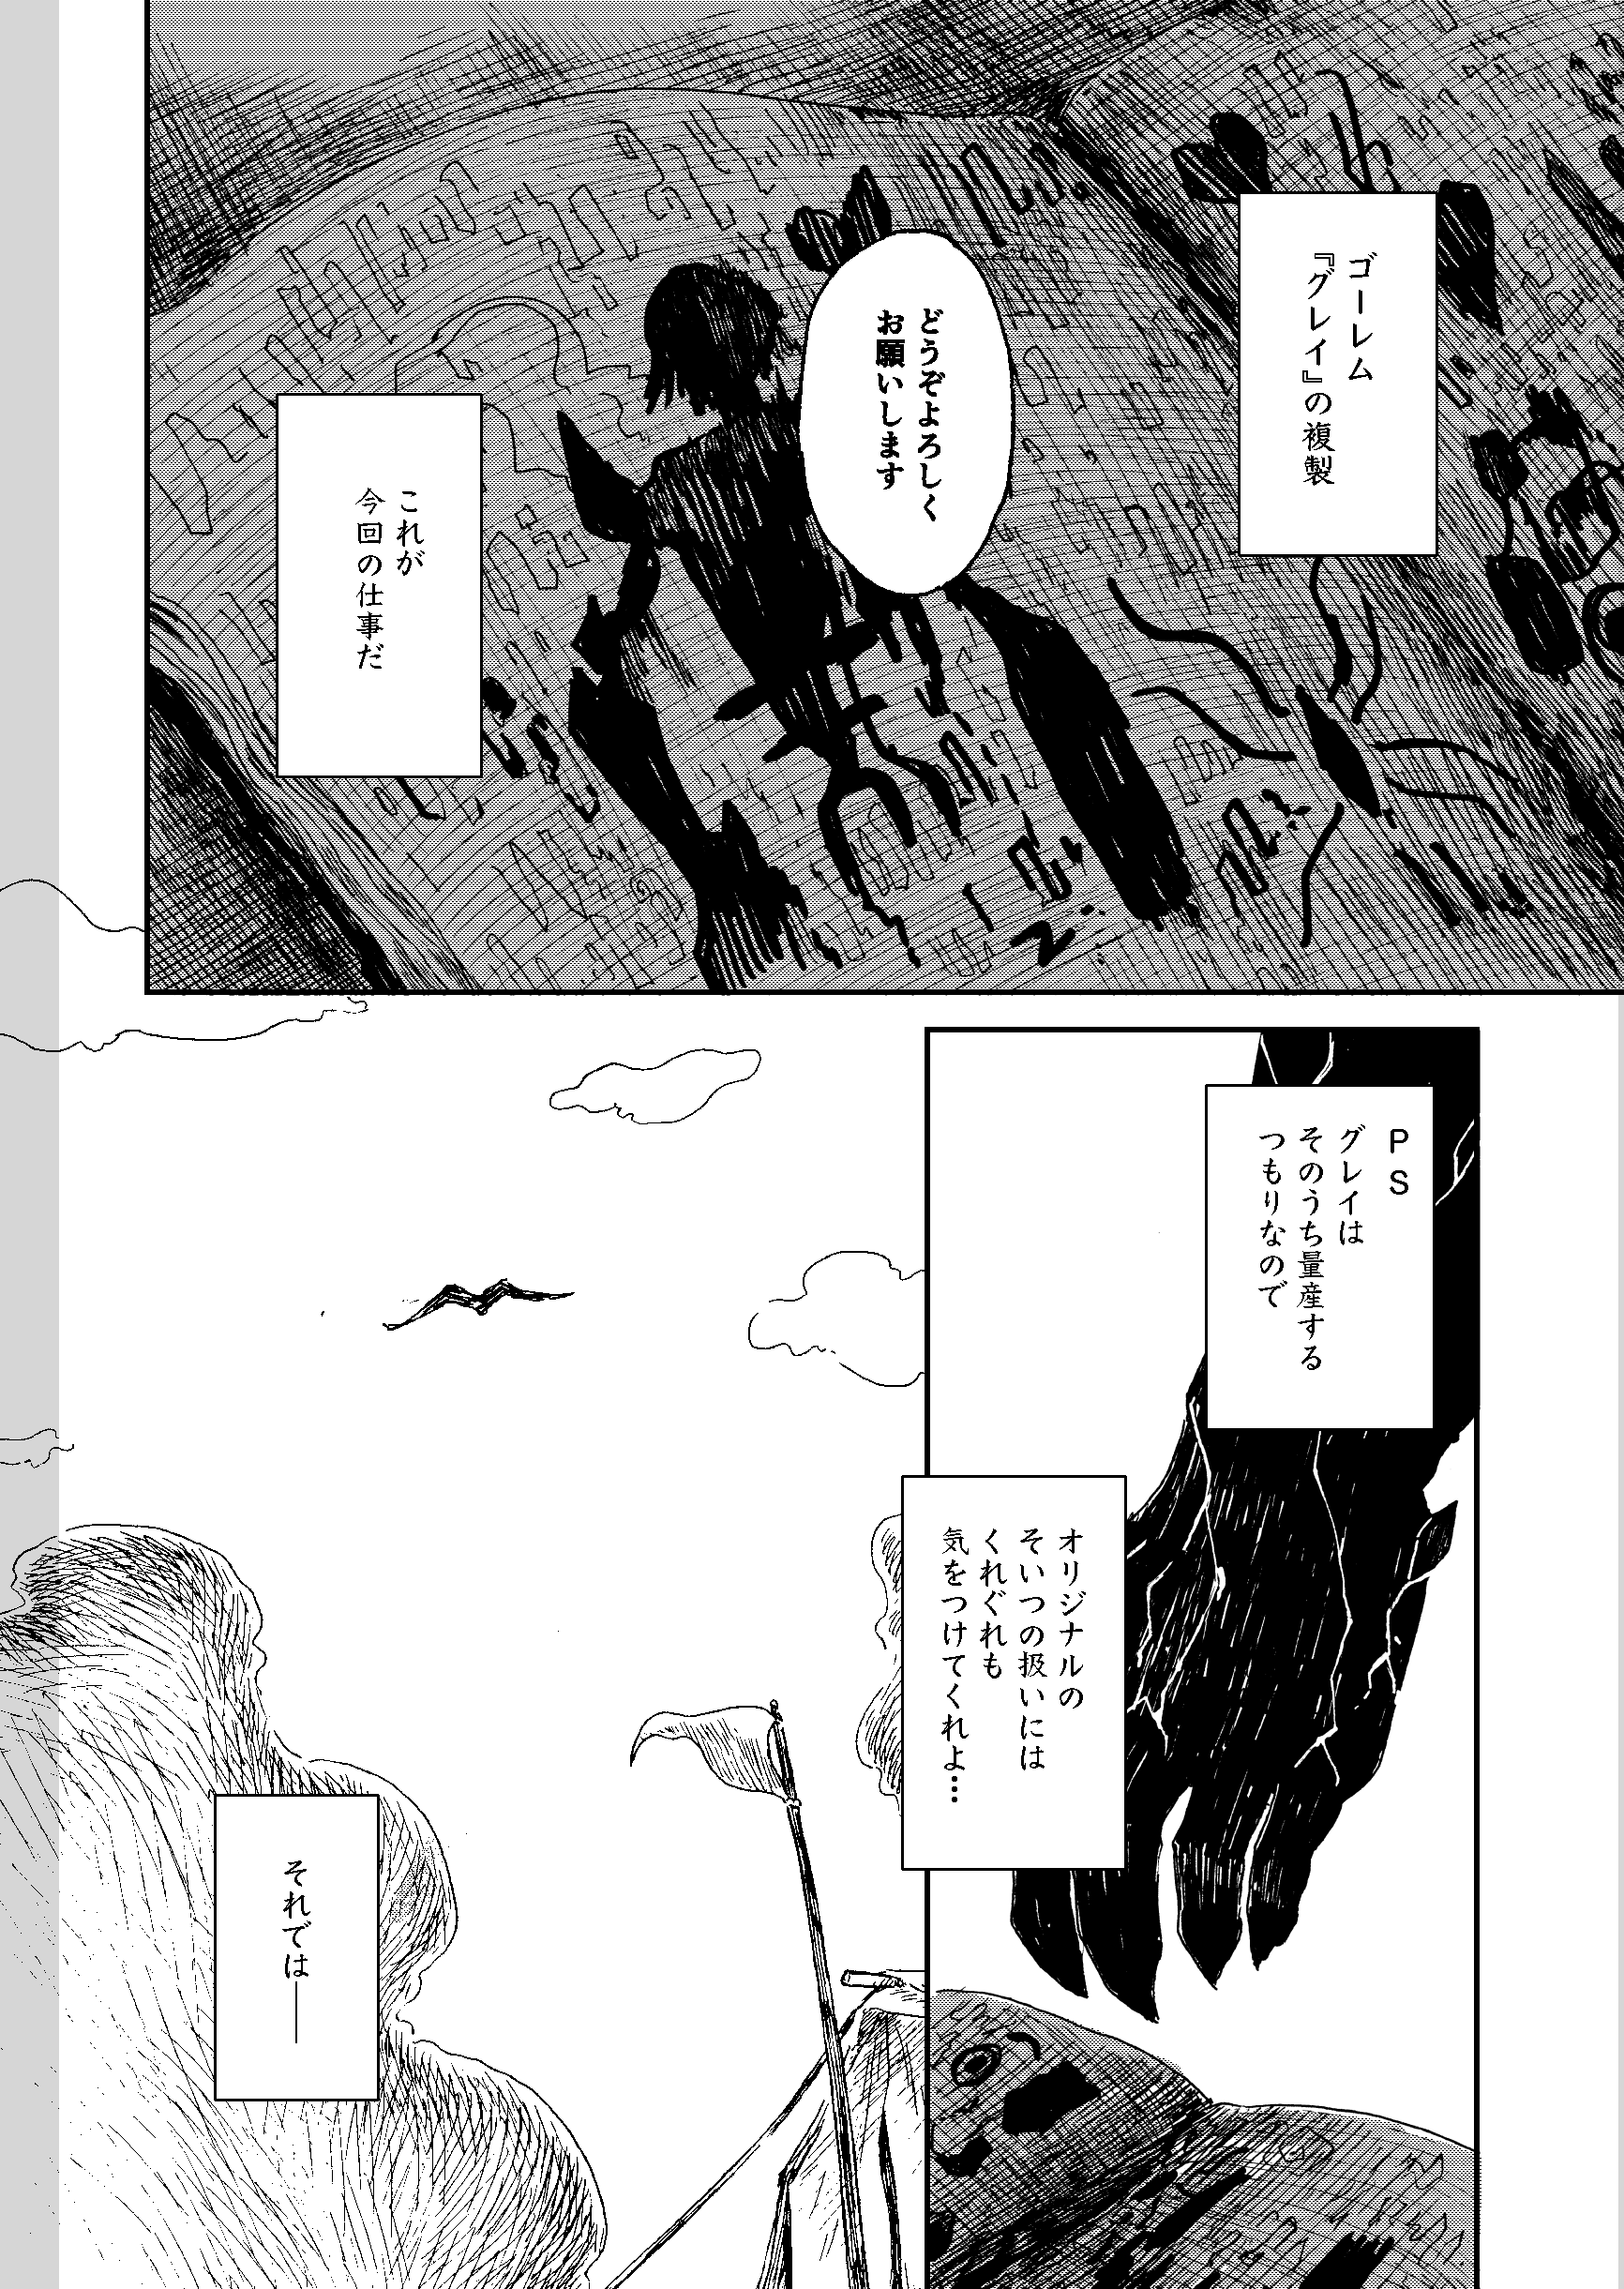 ゴーレム
『グレイ』の複製
どうぞよろしく
お願いします
これが
今回の仕事だ
PS
グレイは
そのうち量産する
つもりなので
オリジナルの
そいつの扱いには
くれぐれも
気をつけてくれよ…
それでは――